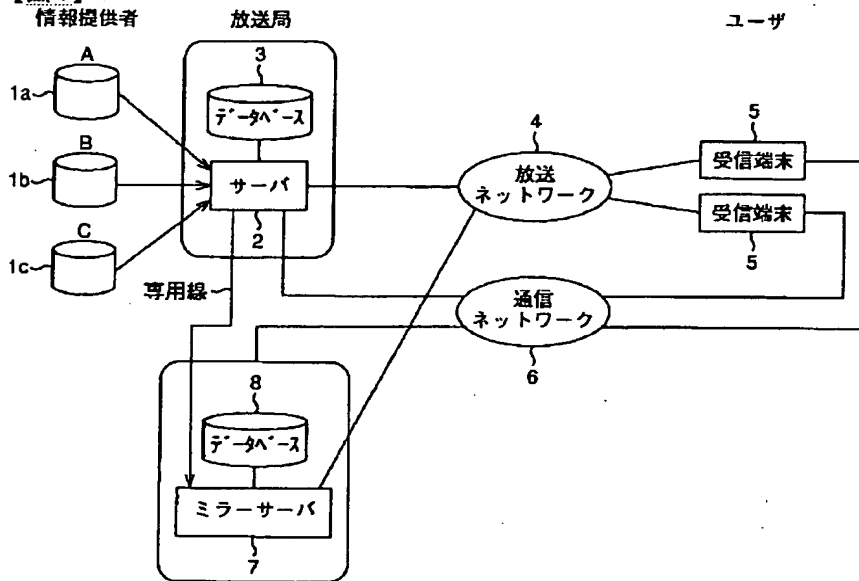 情報提供者
放送局
ユーザ
A
1a
B
1b
C
1c
3
データベース
サーバ
2
専用線
4
放送
ネットワーク
5
受信端末
受信端末
5
通信
ネットワーク
6
8
データベース
ミラーサーバ
7